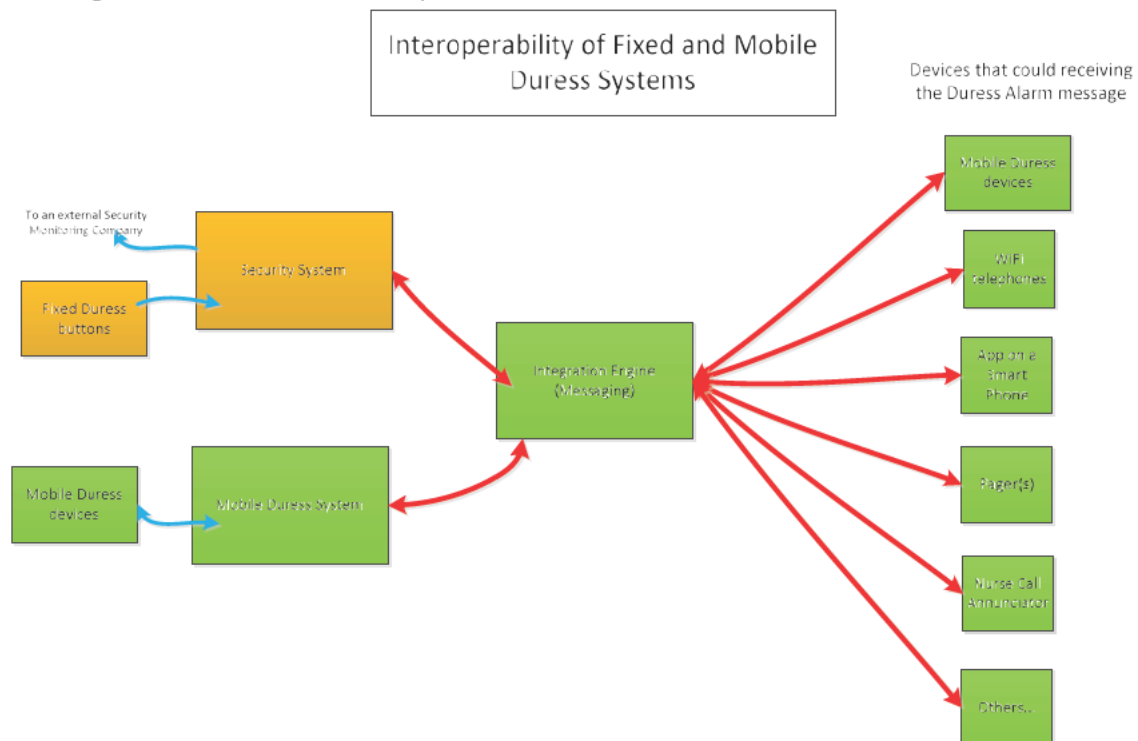 Interoperability of Fixed and Mobile
Duress Systems
Devices that could receiving
the Duress Alarm message
Mobile Duress
devices
To an external Security
Monitoring Company
Security System
WiFi
telephones
Fixed Duress
buttons
Integration Engine
(Messaging)
App on a
Smart
Phone
Mobile Duress
devices
Mobile Duress System
Pager(s)
Nurse Call
Annunciator
Others...